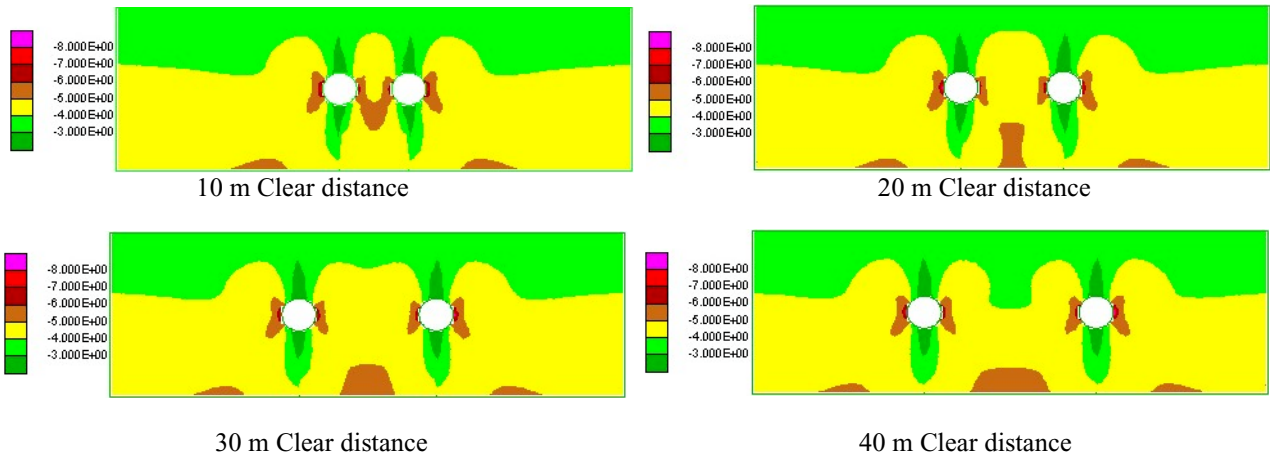 -8.000E+00
-7.000E+00
-6.000E+00
-5.000E+00
-4.000E+00
-3.000E+00
10 m Clear distance
-8.000E+00
-7.000E+00
-6.000E+00
-5.000E+00
-4.000E+00
-3.000E+00
20 m Clear distance
-8.000E+00
-7.000E+00
-6.000E+00
-5.000E+00
-4.000E+00
-3.000E+00
30 m Clear distance
-8.000E+00
-7.000E+00
-6.000E+00
-5.000E+00
-4.000E+00
-3.000E+00
40 m Clear distance